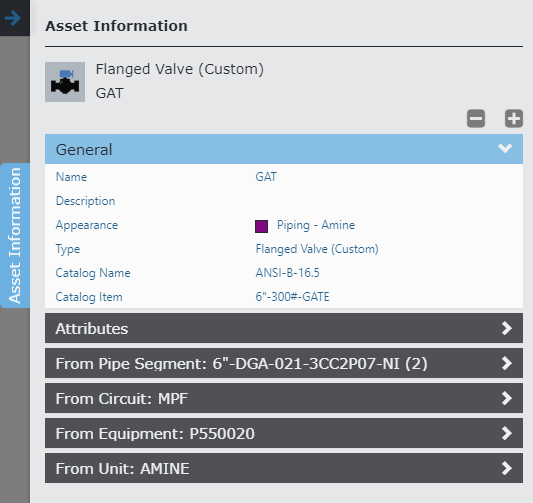 Asset Information
Flanged Valve (Custom)
GAT
General
Name GAT
Description
Appearance Piping - Amine
Type Flanged Valve (Custom)
Catalog Name ANSI-B-16.5
Catalog Item 6"-300#-GATE
Attributes
From Pipe Segment: 6"-DGA-021-3CC2P07-NI (2)
From Circuit: MPF
From Equipment: P550020
From Unit: AMINE
Asset Information